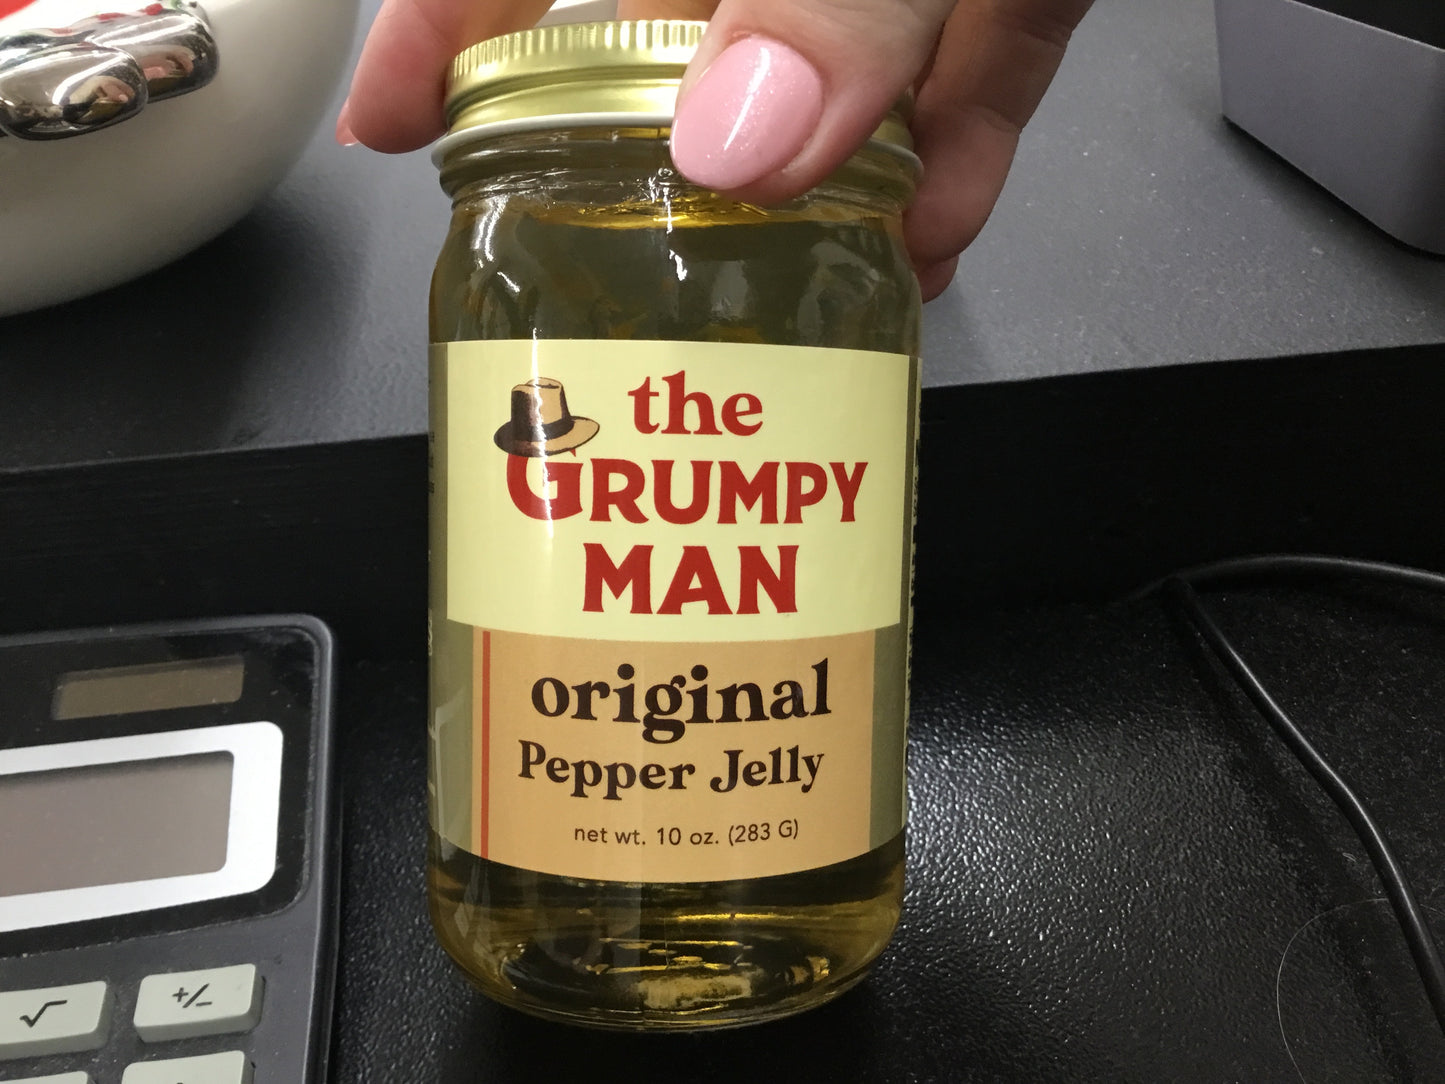 the
GRUMPY
MAN
original
Pepper Jelly
net wt. 10 oz. (283 G)
√
+/−